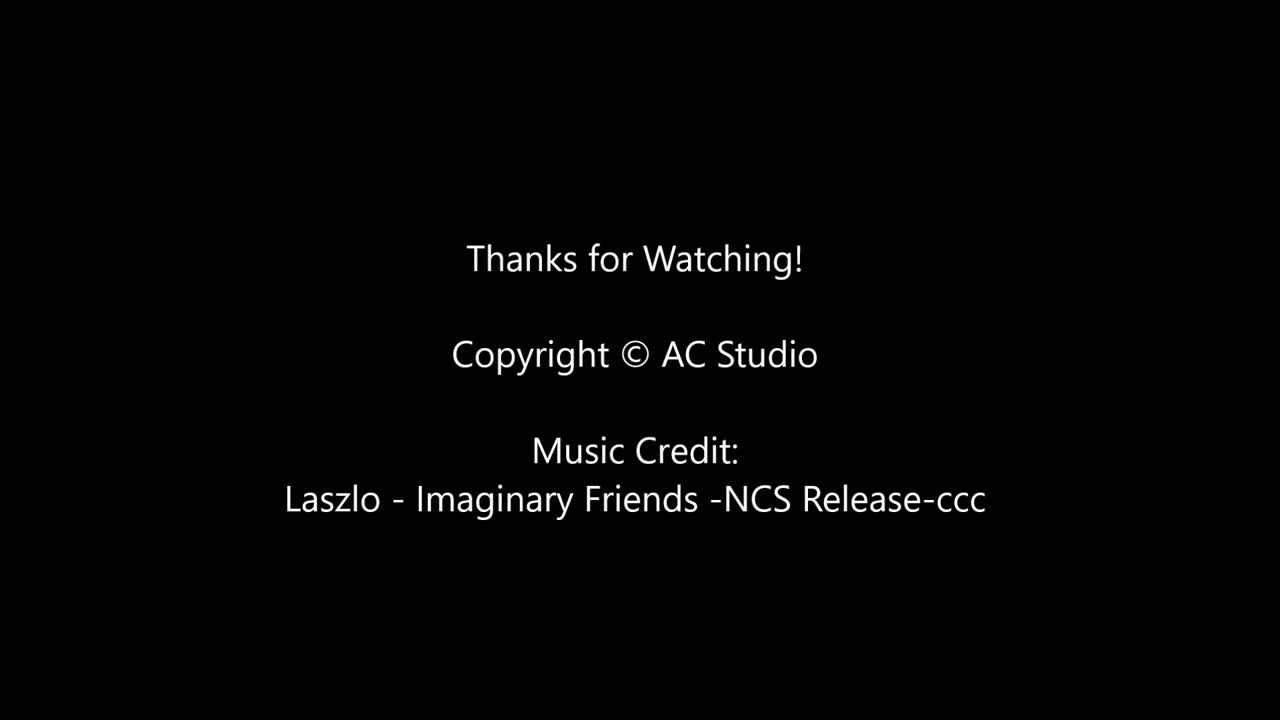 Thanks for Watching!
Copyright © AC Studio
Music Credit:
Laszlo - Imaginary Friends -NCS Release-ccc